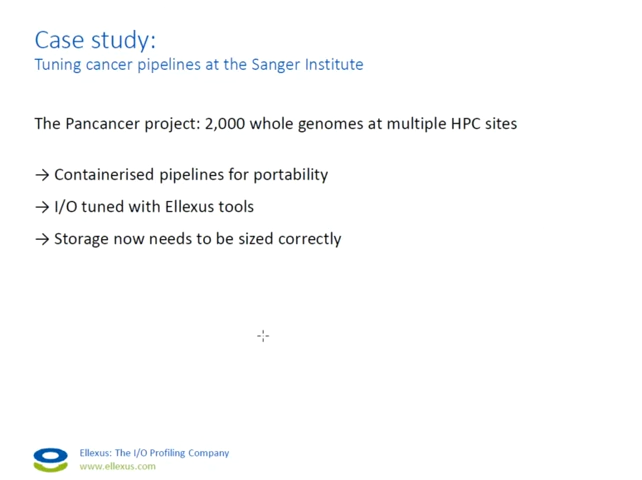 Case study:
Tuning cancer pipelines at the Sanger Institute
The Pancancer project: 2,000 whole genomes at multiple HPC sites
→ Containerised pipelines for portability
→ I/O tuned with Ellexus tools
→ Storage now needs to be sized correctly
Ellexus: The I/O Profiling Company
www.ellexus.com